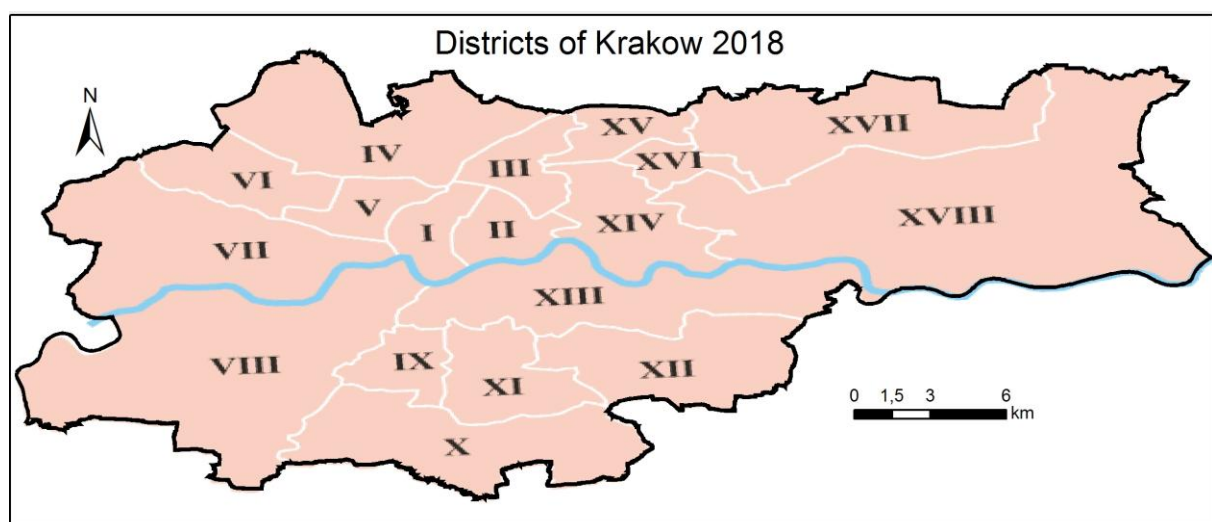 Districts of Krakow 2018
N
XV
XVII
IV
III
XVI
VI
V
XVIII
I
II
XIV
VII
XIII
VIII
IX
XII
XI
X
0 1,5 3 6
km